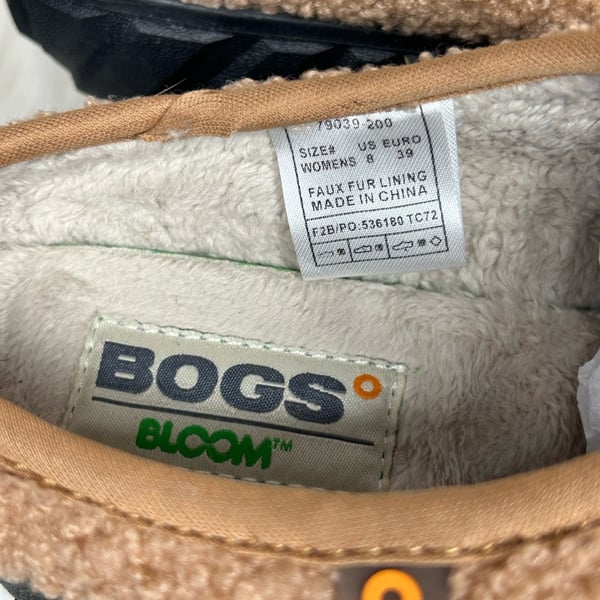 79039-200
SIZE# US EURO
WOMENS 8 39
FAUX FUR LINING
MADE IN CHINA
F2B/PO:536180 TC72
BOGS
BLOOM™